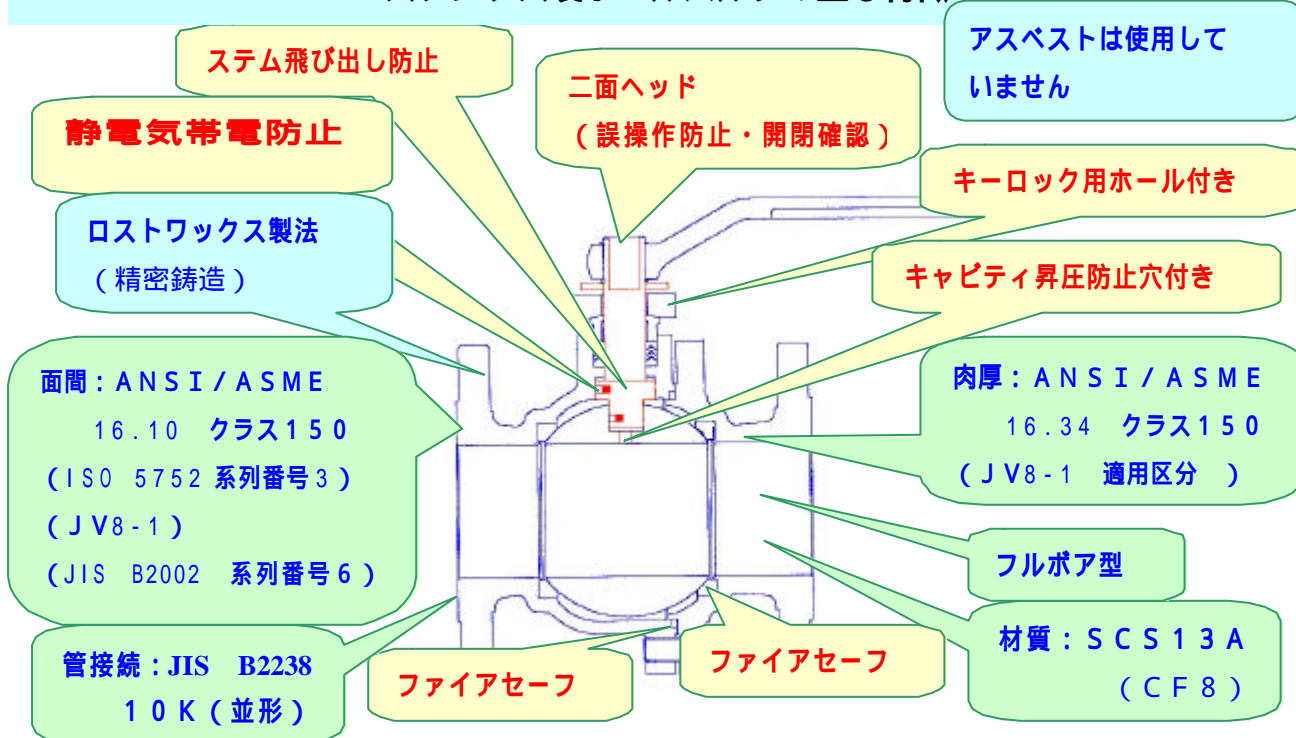 ステム飛び出し防止
二面ヘッド
(誤操作防止・開閉確認)
アスベストは使用して
いません
静電気帯電防止
キーロック用ホール付き
ロストワックス製法
(精密鋳造)
キャビティ昇圧防止穴付き
面間:ANSI/ASME
16.10 クラス150
(ISO 5752 系列番号3)
(JV8-1)
(JIS B2002 系列番号6)
肉厚:ANSI/ASME
16.34 クラス150
(JV8-1 適用区分 )
フルボア型
管接続:JIS B2238
10K(並形)
ファイアセーフ
ファイアセーフ
材質:SCS13A
(CF8)